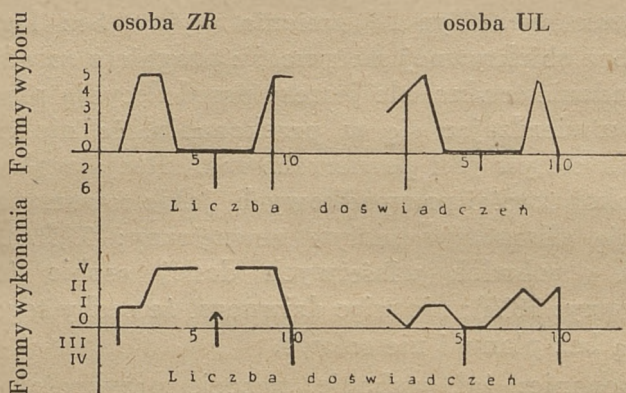 osoba ZR osoba UL
Formy wyboru
5
4
3
1
0
2
6
5 10 5 10
Liczba doświadczeń
Formy wykonania
V
II
I
0
III
IV
5 10 5 10
Liczba doświadczeń